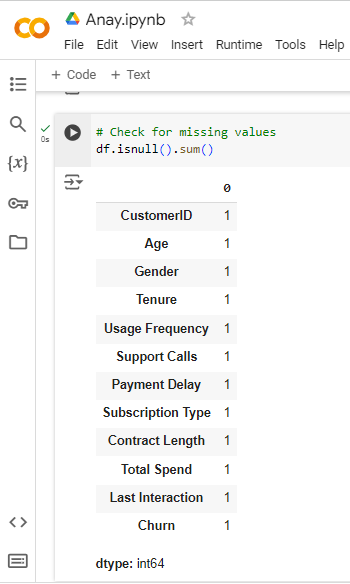 Anay.ipynb
File Edit View Insert Runtime Tools Help
+ Code + Text
0s
# Check for missing values
df.isnull().sum()
{x}
0
CustomerID 1
Age 1
Gender 1
Tenure 1
Usage Frequency 1
Support Calls 1
Payment Delay 1
Subscription Type 1
Contract Length 1
Total Spend 1
Last Interaction 1
Churn 1
dtype: int64